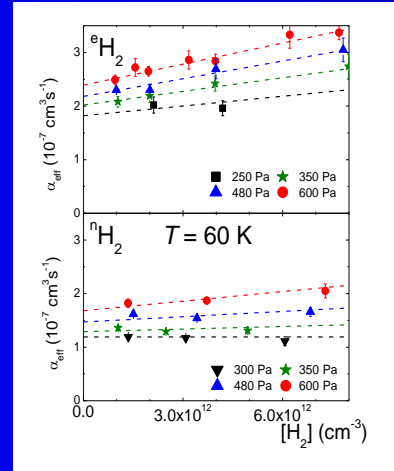 ᵉH₂
α_eff (10⁻⁷ cm³s⁻¹)
3
2
1
0
250 Pa
350 Pa
480 Pa
600 Pa
ⁿH₂
T = 60 K
α_eff (10⁻⁷ cm³s⁻¹)
3
2
1
0
300 Pa
350 Pa
480 Pa
600 Pa
0.0
3.0x10¹²
6.0x10¹²
[H₂] (cm⁻³)